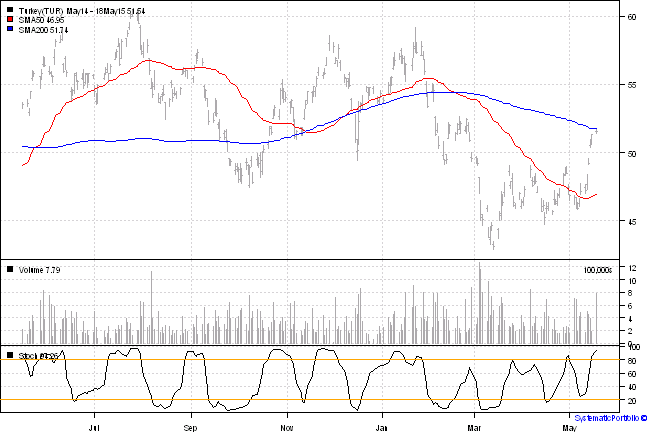 Turkey(TUR) May14 - 18May15 51.54
SMA50 46.95
SMA200 51.74
60
55
50
45
Volume 7.79
100,000s
12
10
8
6
4
2
0
100
80
60
40
20
Jul
Sep
Nov
Jan
Mar
May
SystematicPortfolio ©